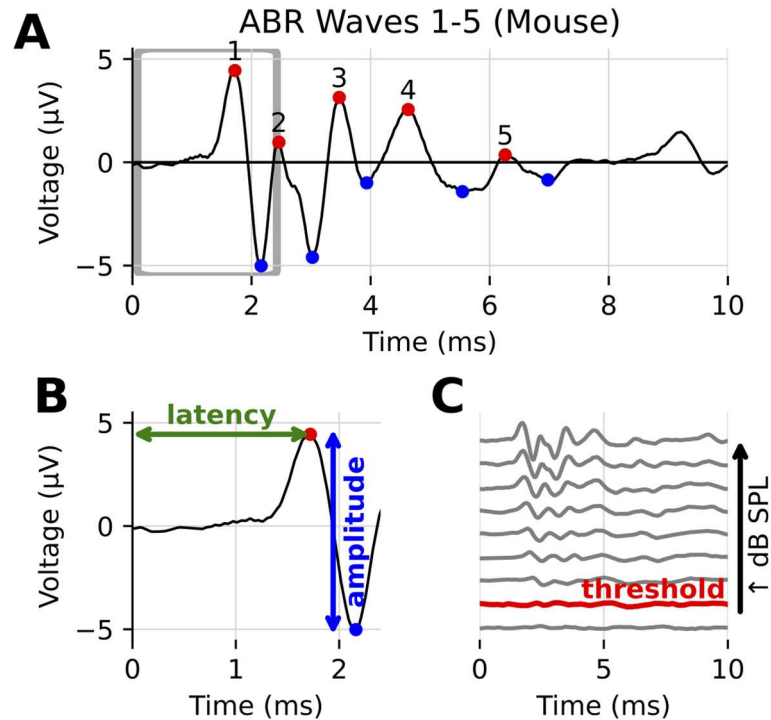 A
ABR Waves 1-5 (Mouse)
1
2
3
4
5
Voltage (µV)
5
0
−5
0
2
4
6
8
10
Time (ms)
B
latency
amplitude
Voltage (µV)
5
0
−5
0
1
2
Time (ms)
C
threshold
↑ dB SPL
0
5
10
Time (ms)